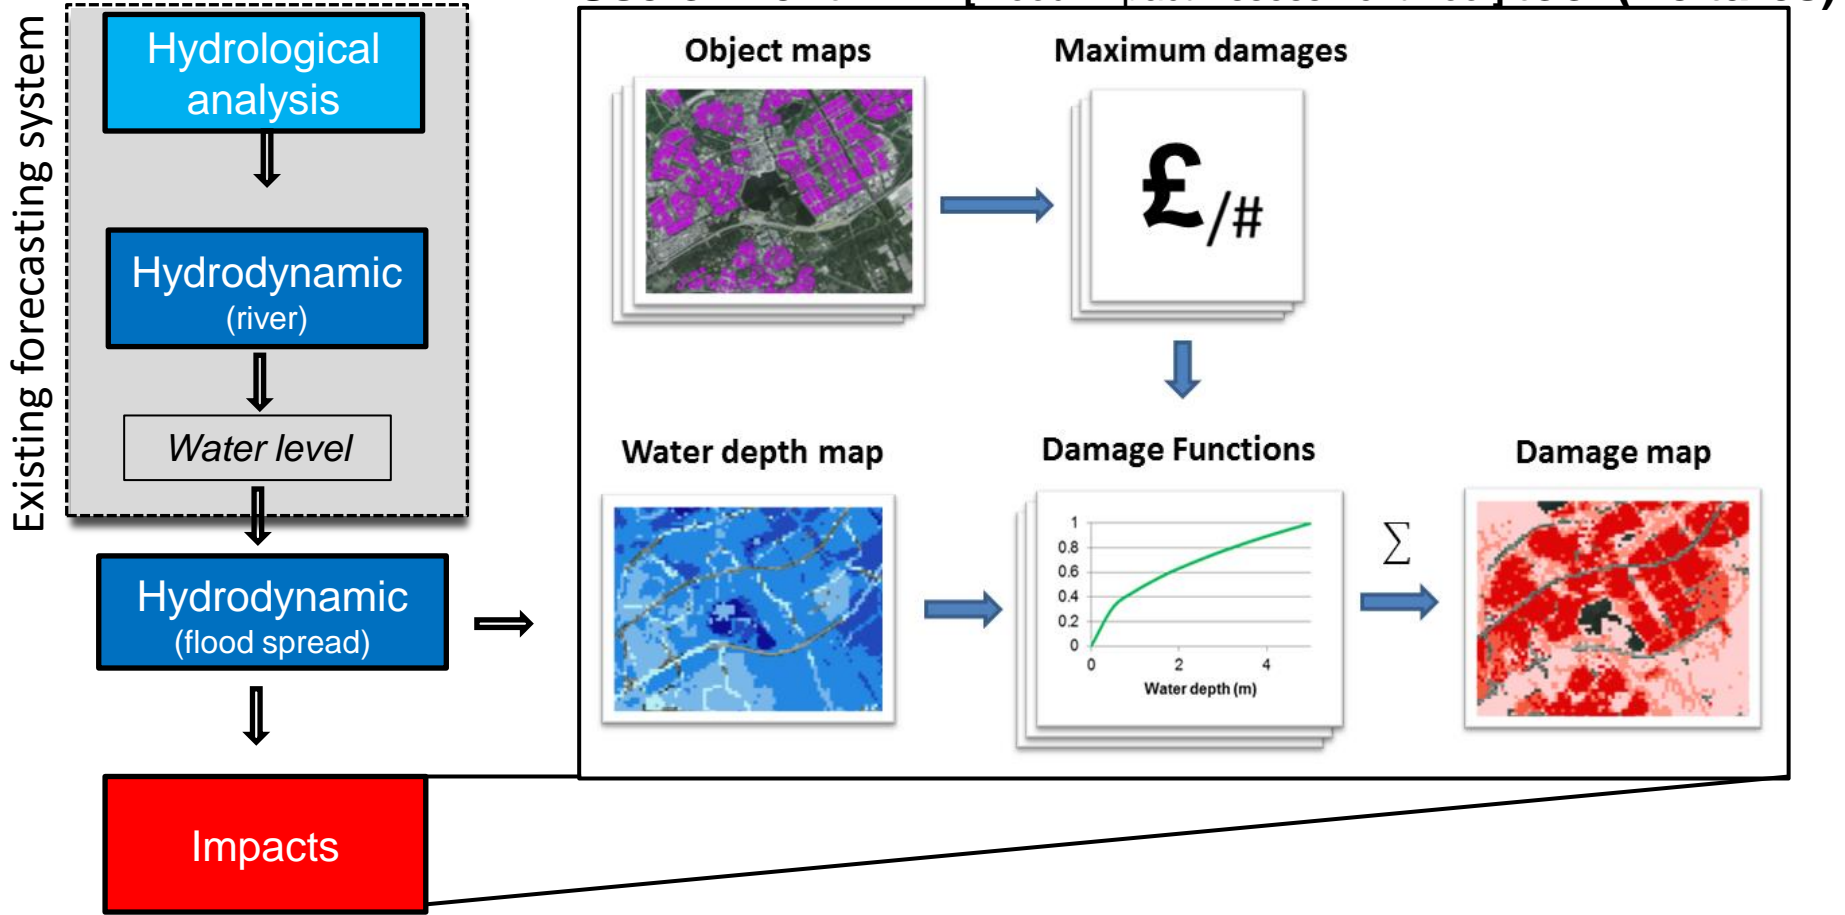 Existing forecasting system
Hydrological
analysis
Hydrodynamic
(river)
Water level
Hydrodynamic
(flood spread)
Impacts
Object maps
Maximum damages
£/#
Water depth map
Damage Functions
Damage map
1
0.8
0.6
0.4
0.2
0
0 2 4
Water depth (m)
∑